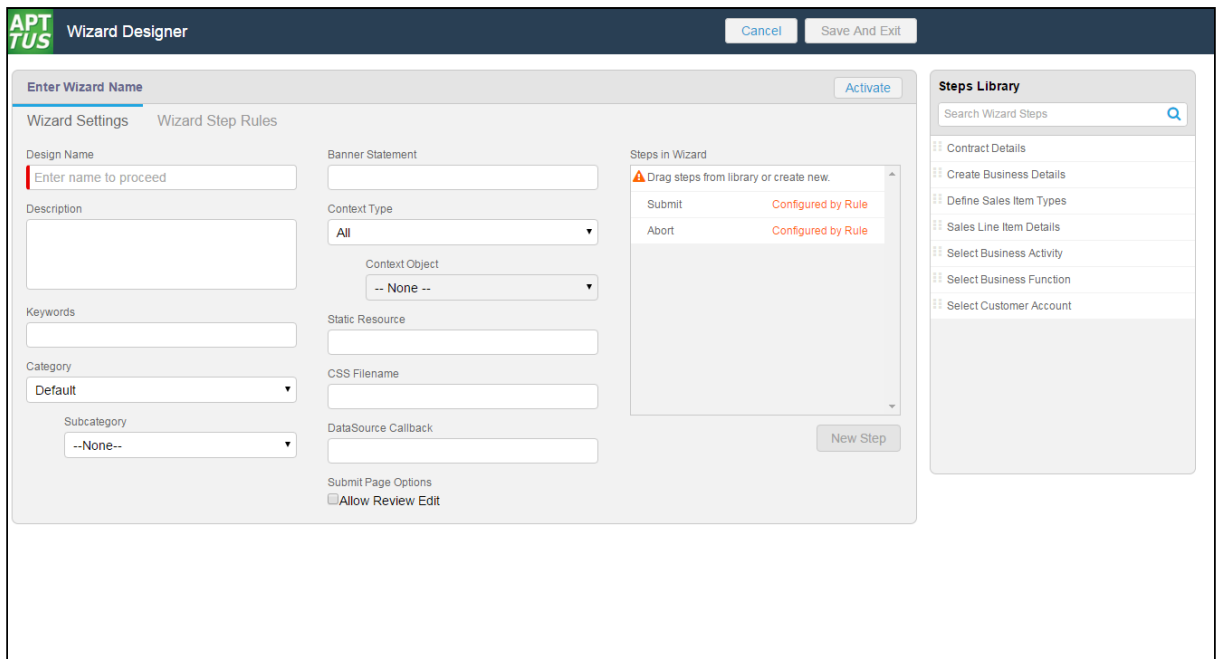 APT
TUS
Wizard Designer
Cancel
Save And Exit
Enter Wizard Name
Activate
Wizard Settings
Wizard Step Rules
Design Name
Enter name to proceed
Description
Keywords
Category
Default
Subcategory
--None--
Banner Statement
Context Type
All
Context Object
-- None --
Static Resource
CSS Filename
DataSource Callback
Submit Page Options
Allow Review Edit
Steps in Wizard
Drag steps from library or create new.
Submit Configured by Rule
Abort Configured by Rule
New Step
Steps Library
Search Wizard Steps
Contract Details
Create Business Details
Define Sales Item Types
Sales Line Item Details
Select Business Activity
Select Business Function
Select Customer Account